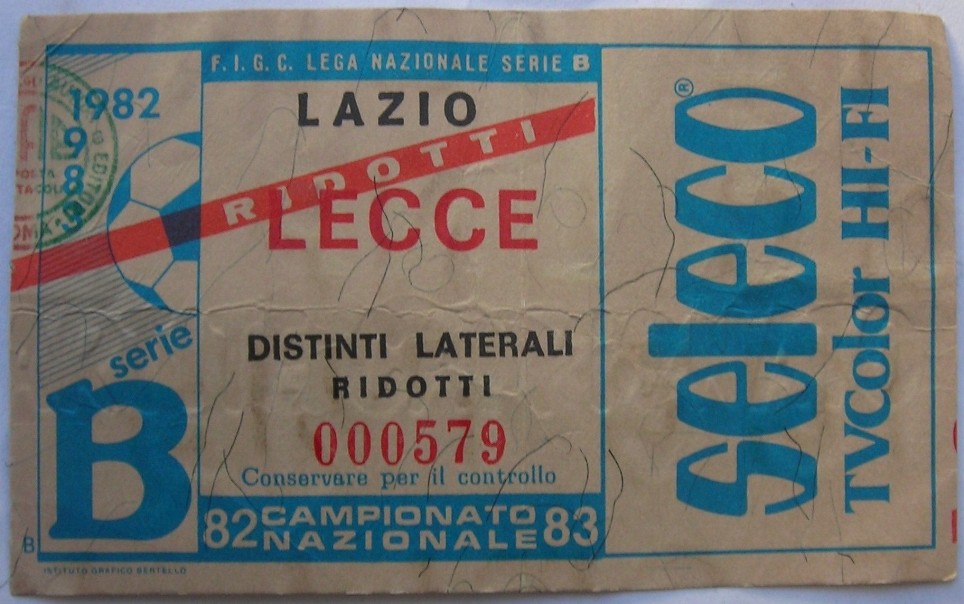 F. I. G. C. LEGA NAZIONALE SERIE B
1982
9
8
3
LAZIO
RIDOTTI
LECCE
DISTINTI LATERALI
RIDOTTI
000579
Conservare per il controllo
serie
B
82 CAMPIONATO NAZIONALE 83
B
ISTITUTO GRAFICO BERTELLO
seleco®
TVColor HI-FI